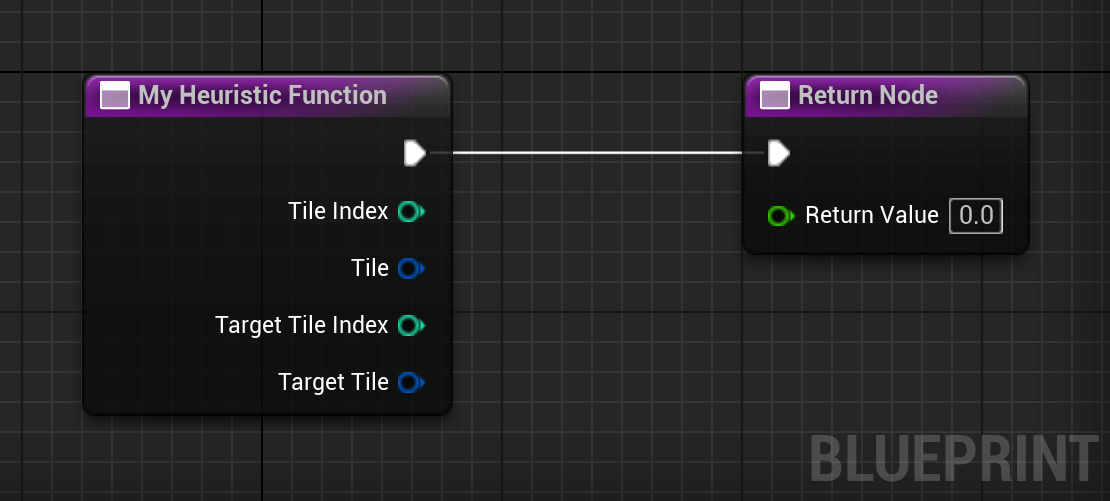 My Heuristic Function
Tile Index
Tile
Target Tile Index
Target Tile
Return Node
Return Value 0.0
BLUEPRINT